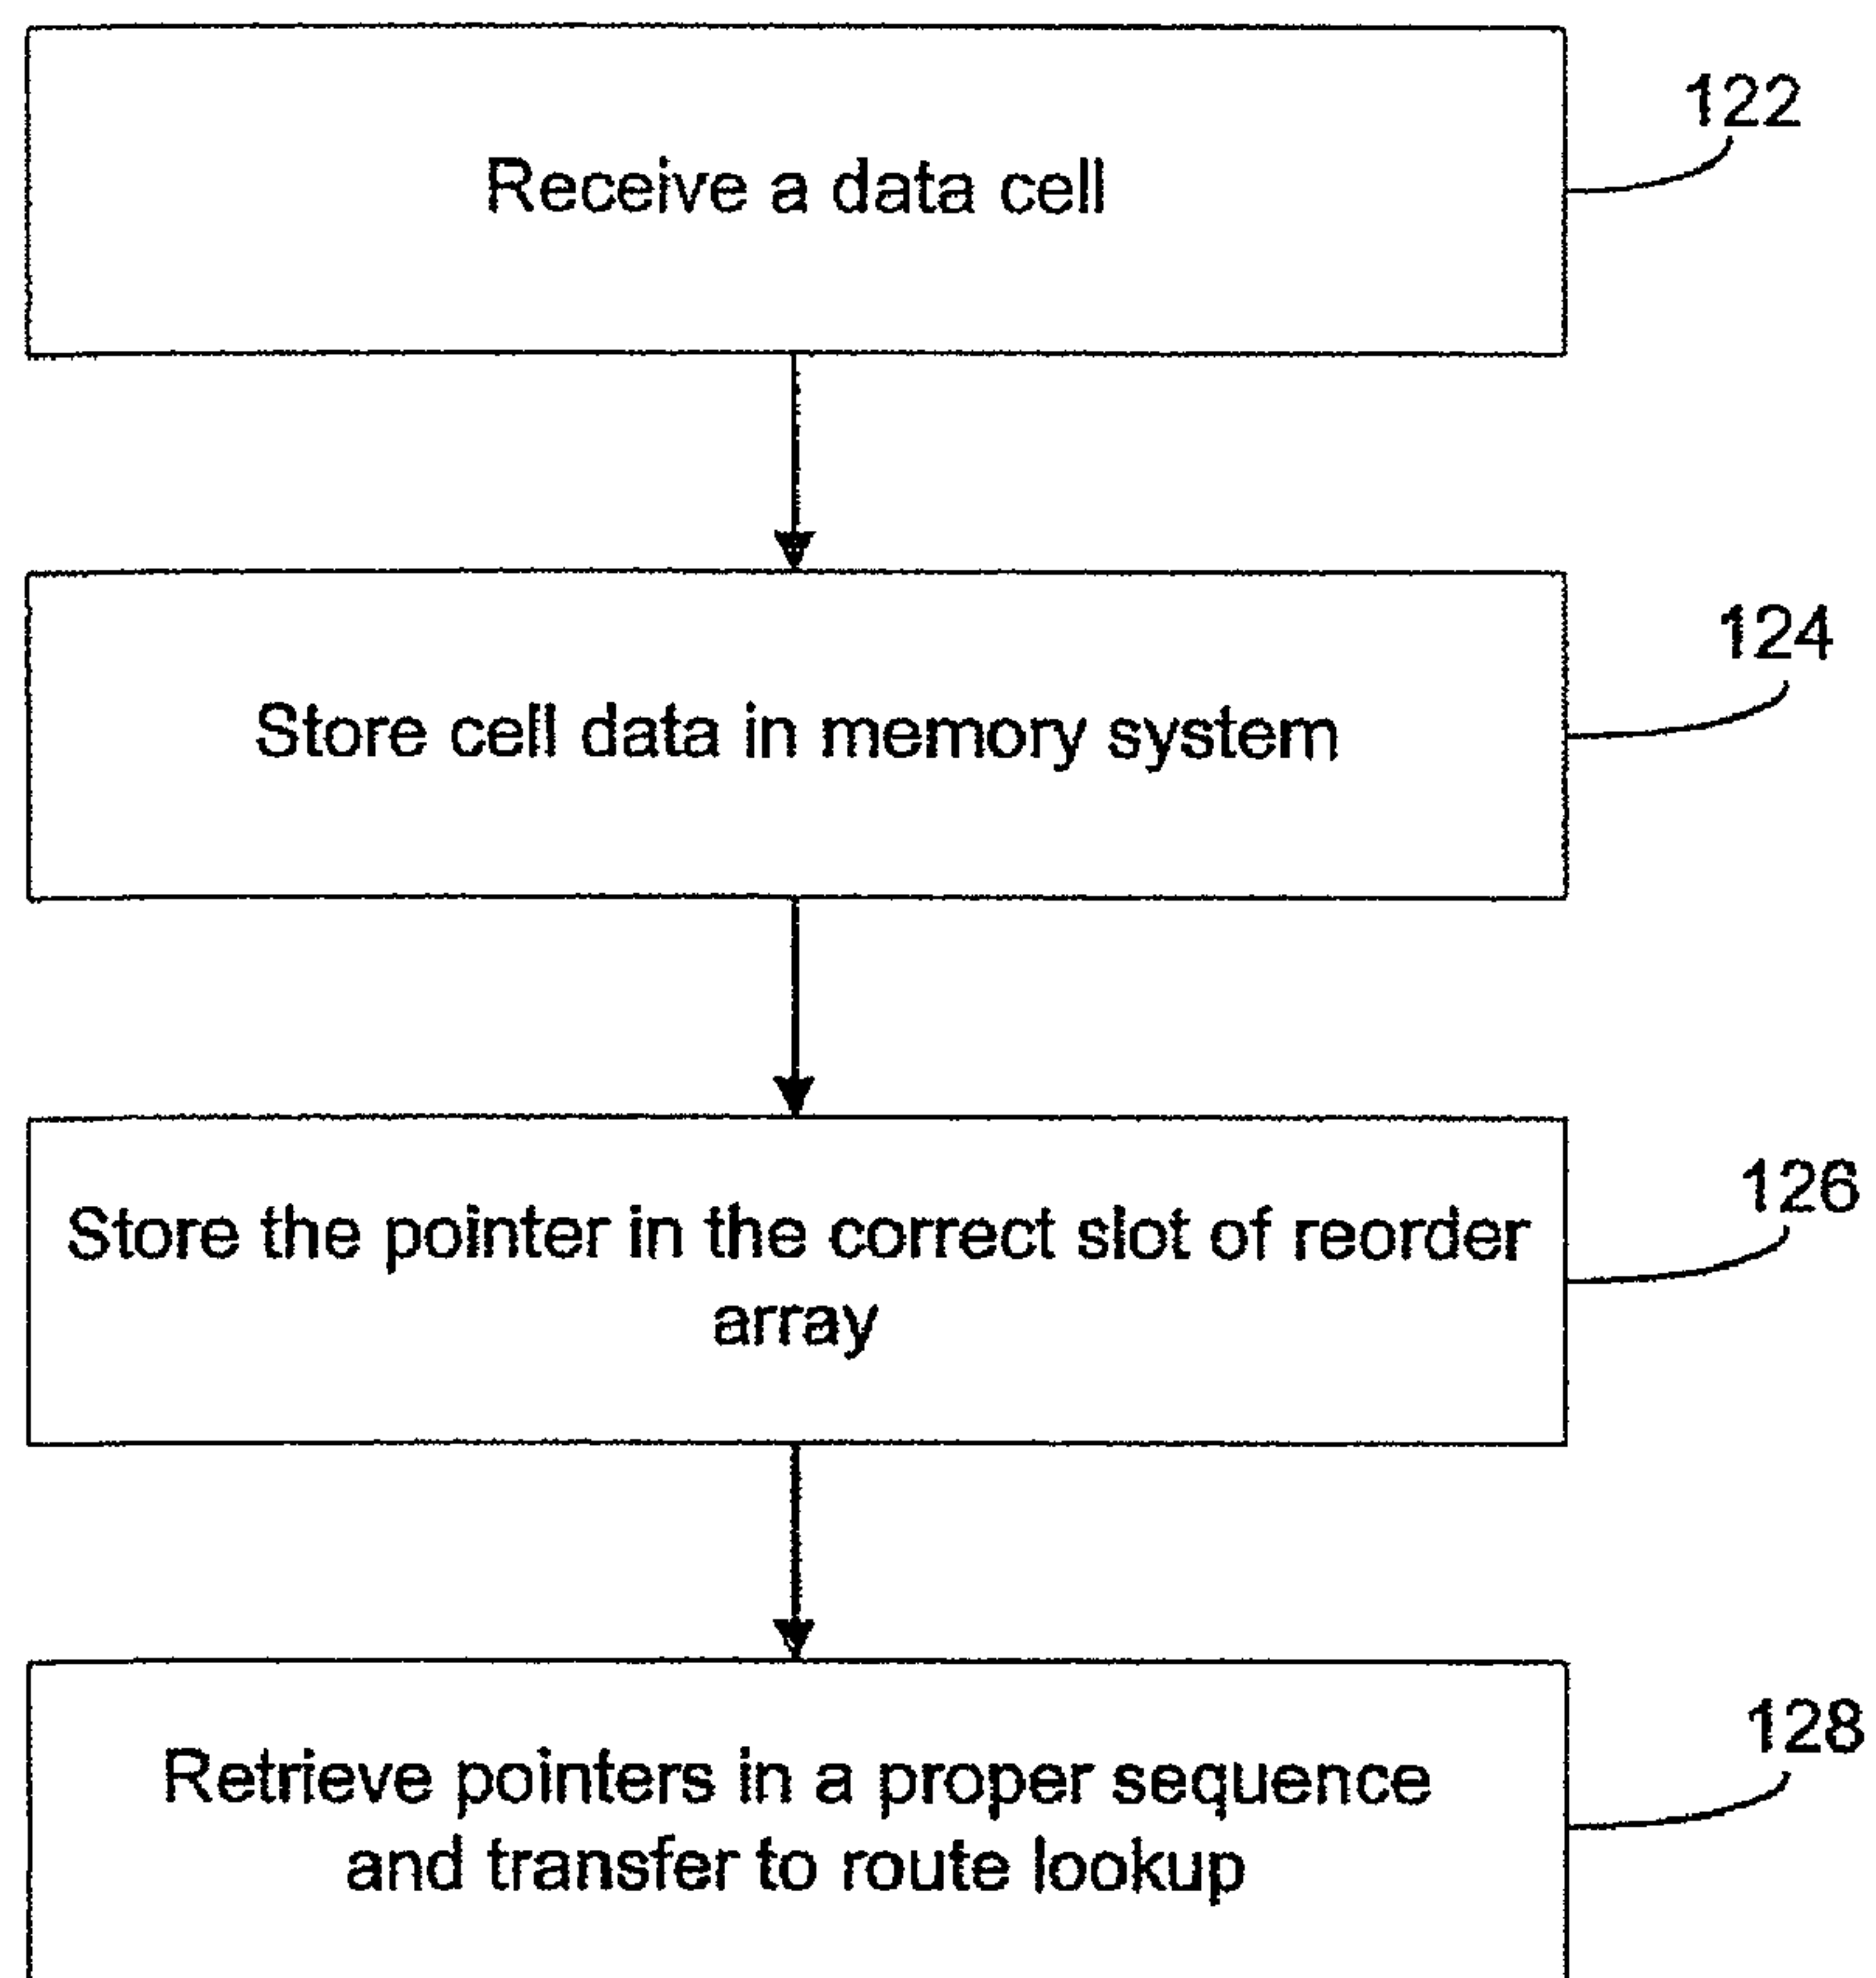 122
Receive a data cell
124
Store cell data in memory system
126
Store the pointer in the correct slot of reorder
array
128
Retrieve pointers in a proper sequence
and transfer to route lookup